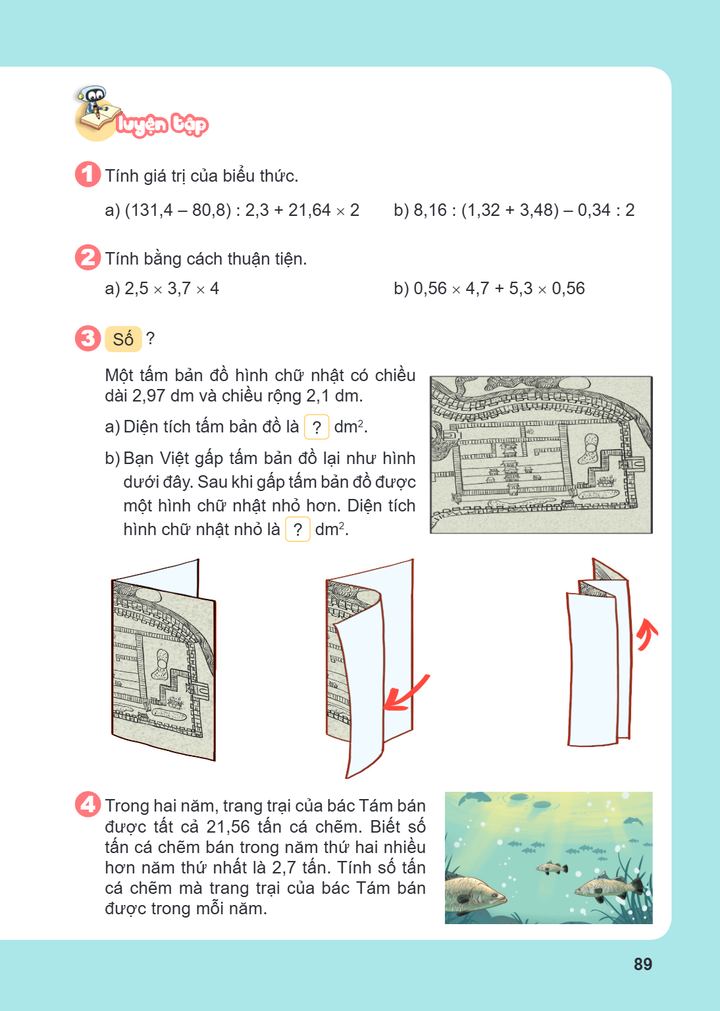 luyện tập
1 Tính giá trị của biểu thức.
a) (131,4 – 80,8) : 2,3 + 21,64 × 2 b) 8,16 : (1,32 + 3,48) – 0,34 : 2
2 Tính bằng cách thuận tiện.
a) 2,5 × 3,7 × 4 b) 0,56 × 4,7 + 5,3 × 0,56
3 Số ?
Một tấm bản đồ hình chữ nhật có chiều
dài 2,97 dm và chiều rộng 2,1 dm.
a) Diện tích tấm bản đồ là ? dm².
b) Bạn Việt gấp tấm bản đồ lại như hình
dưới đây. Sau khi gấp tấm bản đồ được
một hình chữ nhật nhỏ hơn. Diện tích
hình chữ nhật nhỏ là ? dm².
4 Trong hai năm, trang trại của bác Tám bán
được tất cả 21,56 tấn cá chẽm. Biết số
tấn cá chẽm bán trong năm thứ hai nhiều
hơn năm thứ nhất là 2,7 tấn. Tính số tấn
cá chẽm mà trang trại của bác Tám bán
được trong mỗi năm.
89